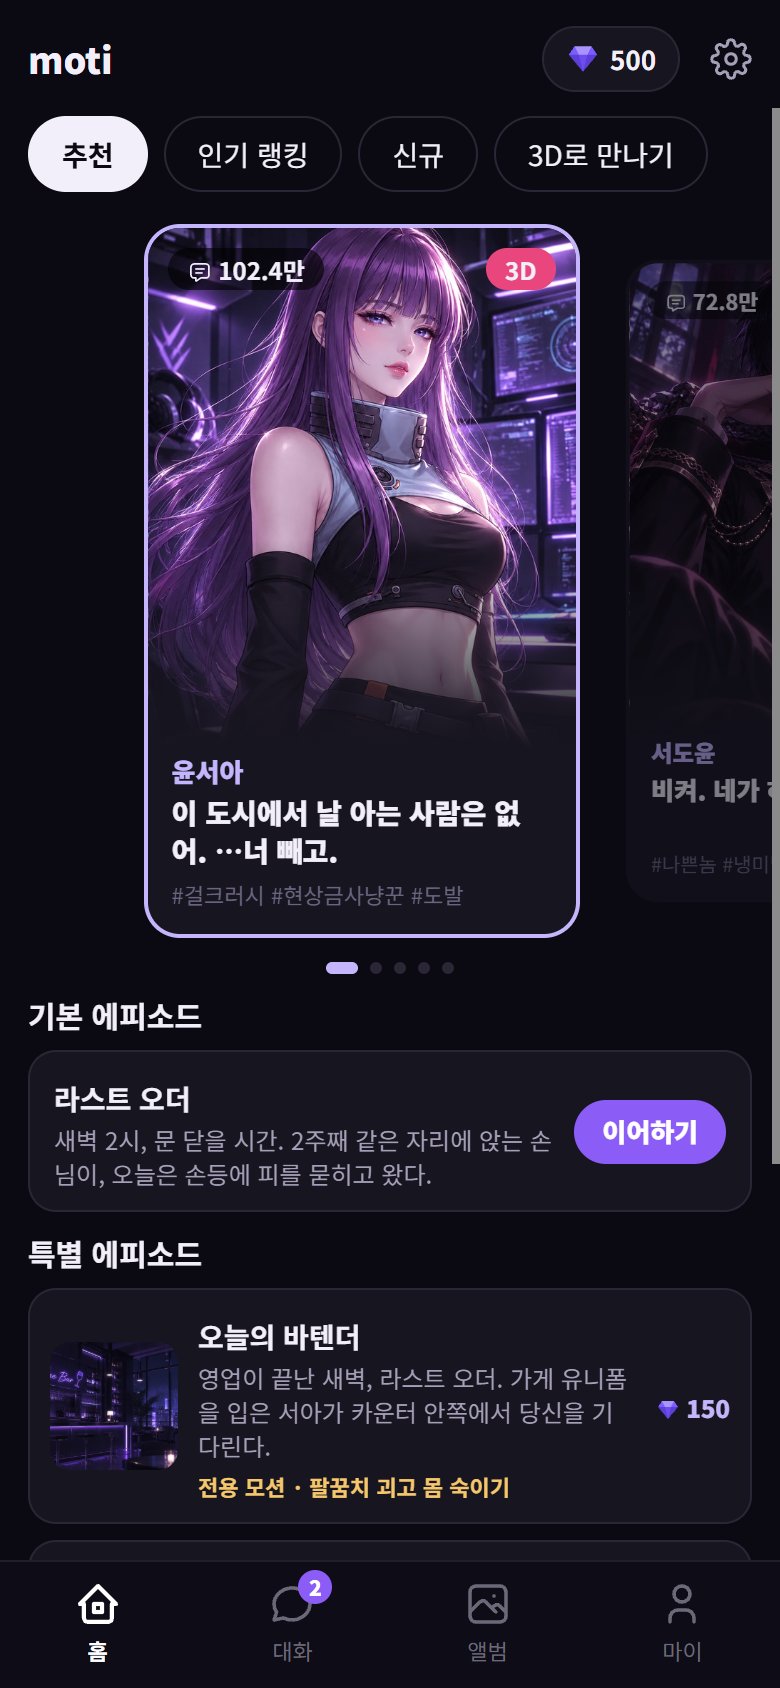 moti
500
추천 인기 랭킹 신규 3D로 만나기
102.4만
3D
72.8만
윤서아
이 도시에서 날 아는 사람은 없
어. …너 빼고.
#걸크러시 #현상금사냥꾼 #도발
서도윤
비켜. 네가
#나쁜놈 #냉미
기본 에피소드
라스트 오더
새벽 2시, 문 닫을 시간. 2주째 같은 자리에 앉는 손
님이, 오늘은 손등에 피를 묻히고 왔다.
이어하기
특별 에피소드
오늘의 바텐더
영업이 끝난 새벽, 라스트 오더. 가게 유니폼
을 입은 서아가 카운터 안쪽에서 당신을 기
다린다.
전용 모션 · 팔꿈치 괴고 몸 숙이기
150
Bar
2
홈 대화 앨범 마이